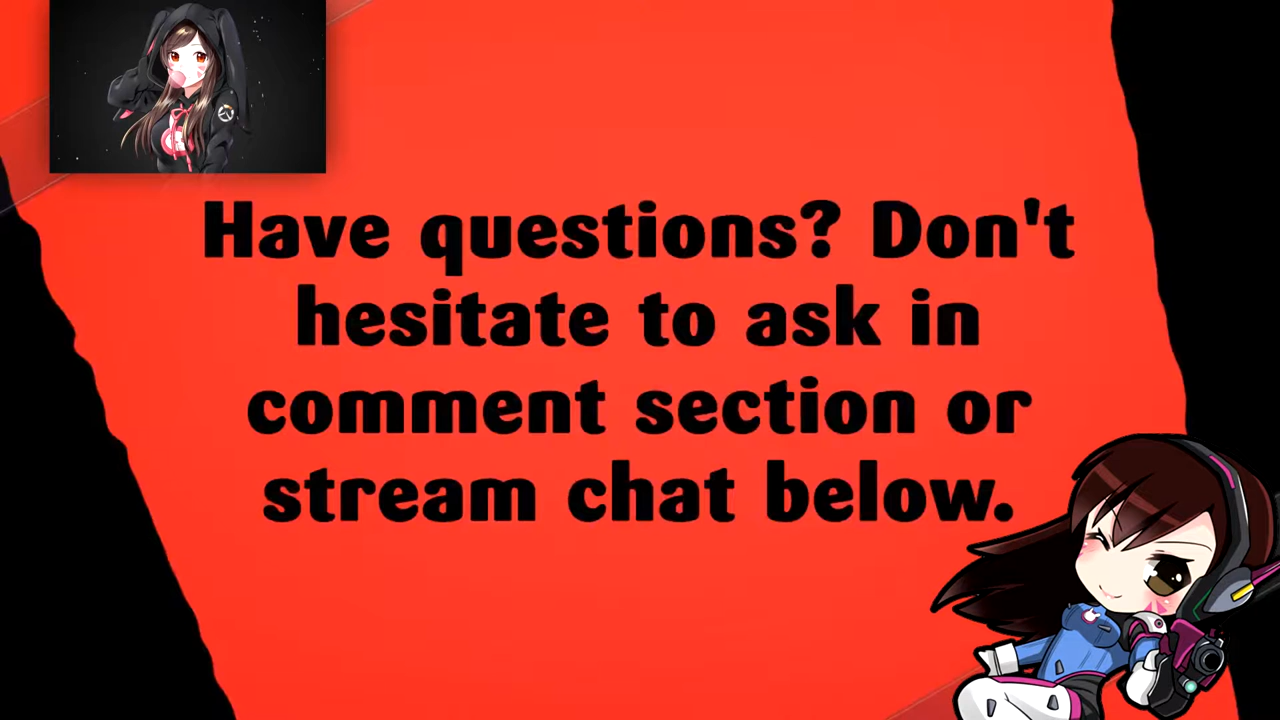 Have questions? Don't
hesitate to ask in
comment section or
stream chat below.